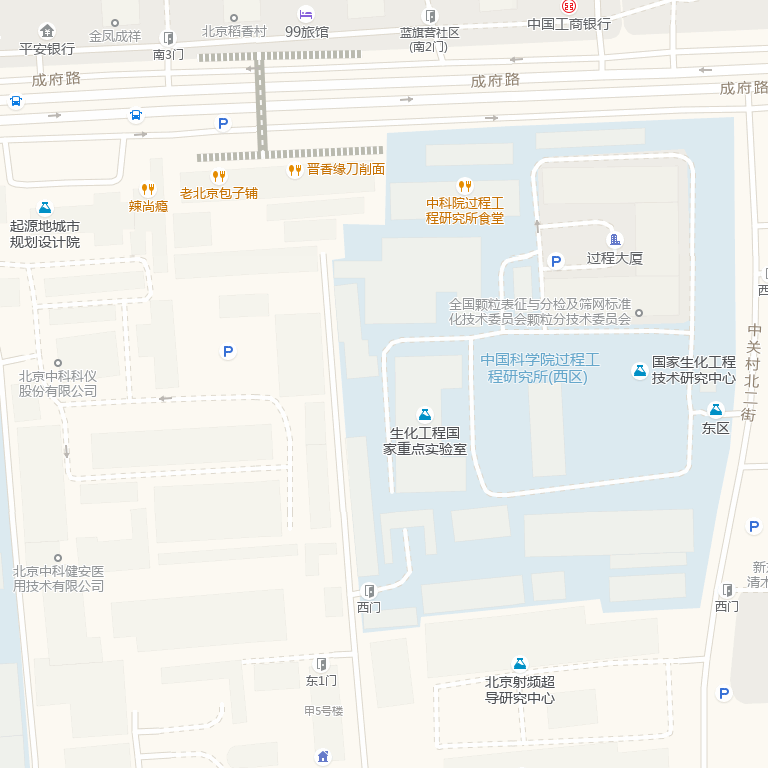 中国工商银行
平安银行
金凤成祥
北京稻香村
99旅馆
蓝旗营社区
(南2门)
南3门
成府路
成府路
成府路
P
晋香缘刀削面
老北京包子铺
辣尚瘾
中科院过程工
程研究所食堂
起源地城市
规划设计院
过程大厦
P
全国颗粒表征与分检及筛网标准
化技术委员会颗粒分技术委员会
中关村北二街
P
中国科学院过程工
程研究所(西区)
国家生化工程
技术研究中心
北京中科科仪
股份有限公司
东区
生化工程国
家重点实验室
P
北京中科健安医
用技术有限公司
西门
西门
北京射频超
导研究中心
东1门
P
甲5号楼